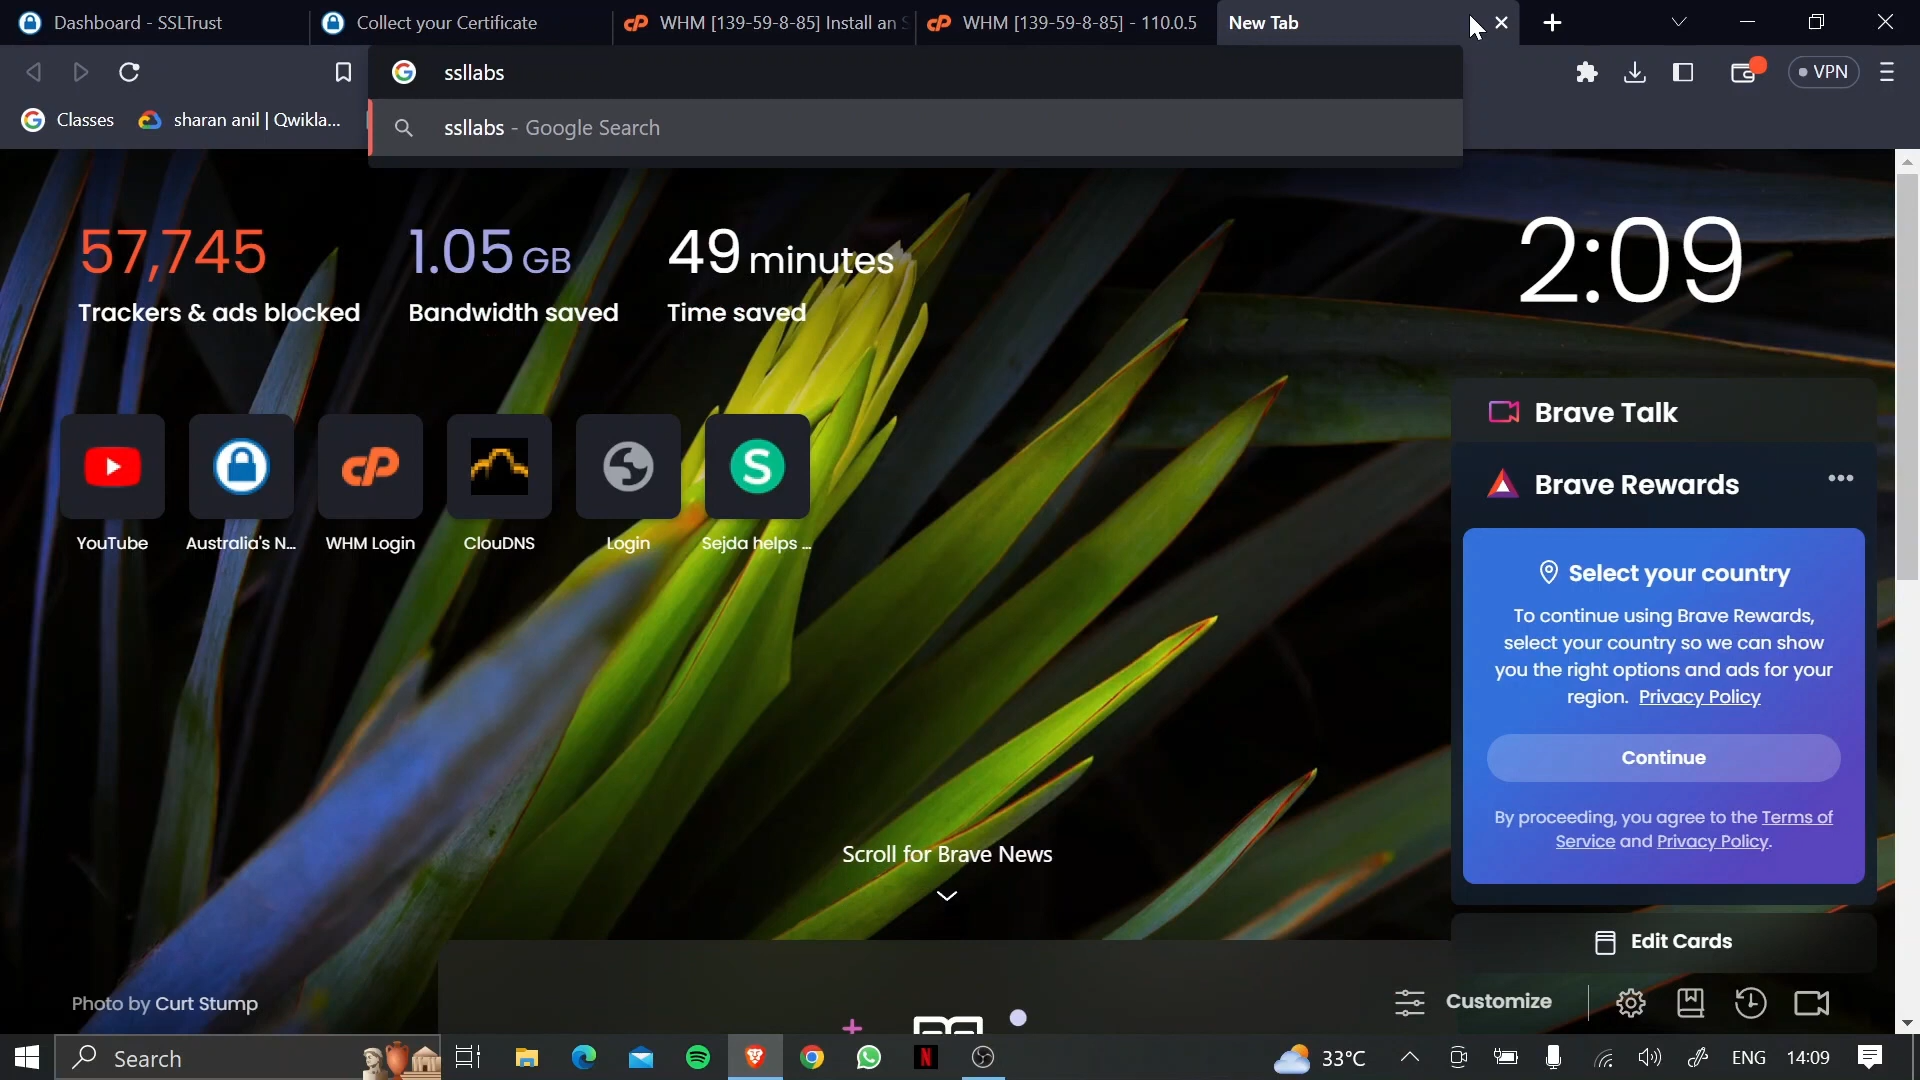 Dashboard - SSLTrust
Collect your Certificate
WHM [139-59-8-85] Install an S
WHM [139-59-8-85] - 110.0.5
New Tab
ssllabs
VPN
Classes
sharan anil | Qwikla...
ssllabs - Google Search
57,745
Trackers & ads blocked
1.05 GB
Bandwidth saved
49 minutes
Time saved
2:09
YouTube
Australia's N...
WHM Login
ClouDNS
Login
Sejda helps ...
Brave Talk
Brave Rewards
Select your country
To continue using Brave Rewards,
select your country so we can show
you the right options and ads for your
region. Privacy Policy
Continue
By proceeding, you agree to the Terms of
Service and Privacy Policy.
Scroll for Brave News
Edit Cards
Photo by Curt Stump
Customize
Search
33°C
ENG
14:09